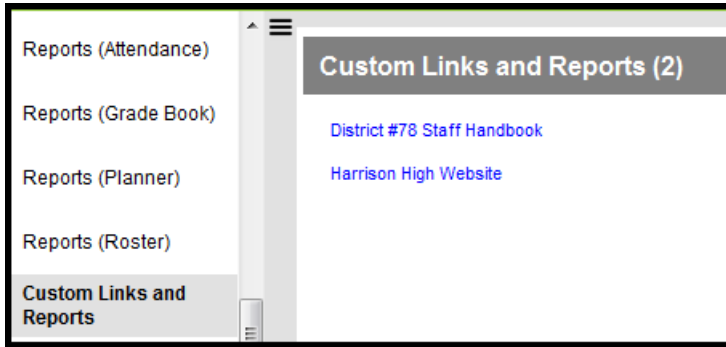 Reports (Attendance)
Reports (Grade Book)
Reports (Planner)
Reports (Roster)
Custom Links and
Reports
Custom Links and Reports (2)
District #78 Staff Handbook
Harrison High Website